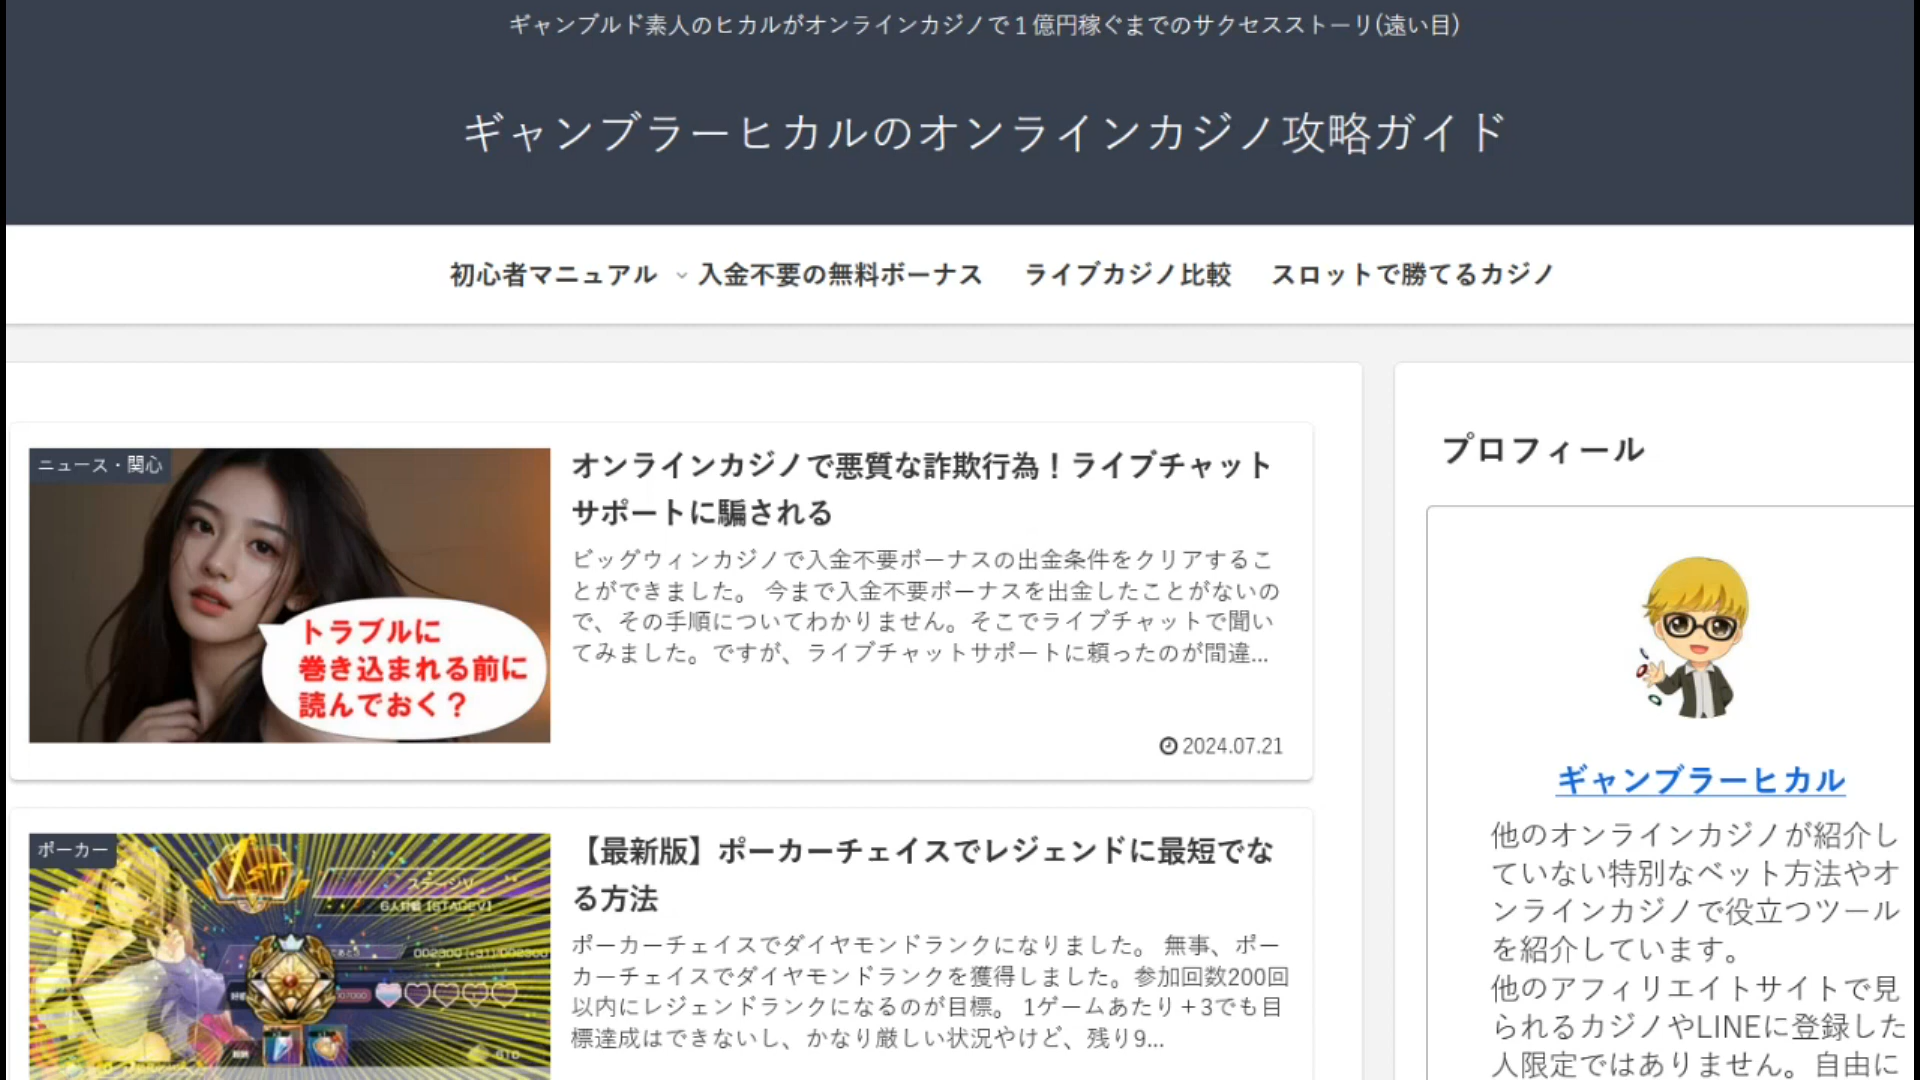 ギャンブルド素人のヒカルがオンラインカジノで１億円稼ぐまでのサクセスストーリ(遠い目)
ギャンブラーヒカルのオンラインカジノ攻略ガイド
初心者マニュアル 入金不要の無料ボーナス ライブカジノ比較 スロットで勝てるカジノ
ニュース・関心
トラブルに
巻き込まれる前に
読んでおく？
オンラインカジノで悪質な詐欺行為！ライブチャット
サポートに騙される
ビッグウィンカジノで入金不要ボーナスの出金条件をクリアするこ
とができました。 今まで入金不要ボーナスを出金したことがないの
で、その手順についてわかりません。そこでライブチャットで聞い
てみました。ですが、ライブチャットサポートに頼ったのが間違...
2024.07.21
ポーカー
1ST
ステージV
6人対戦【STAGEV】
【最新版】ポーカーチェイスでレジェンドに最短でな
る方法
ポーカーチェイスでダイヤモンドランクになりました。 無事、ポー
カーチェイスでダイヤモンドランクを獲得しました。参加回数200回
以内にレジェンドランクになるのが目標。 1ゲームあたり＋3でも目
標達成はできないし、かなり厳しい状況やけど、残り9...
プロフィール
ギャンブラーヒカル
他のオンラインカジノが紹介し
ていない特別なベット方法やオ
ンラインカジノで役立つツール
を紹介しています。
他のアフィリエイトサイトで見
られるカジノやLINEに登録した
人限定ではありません。自由に